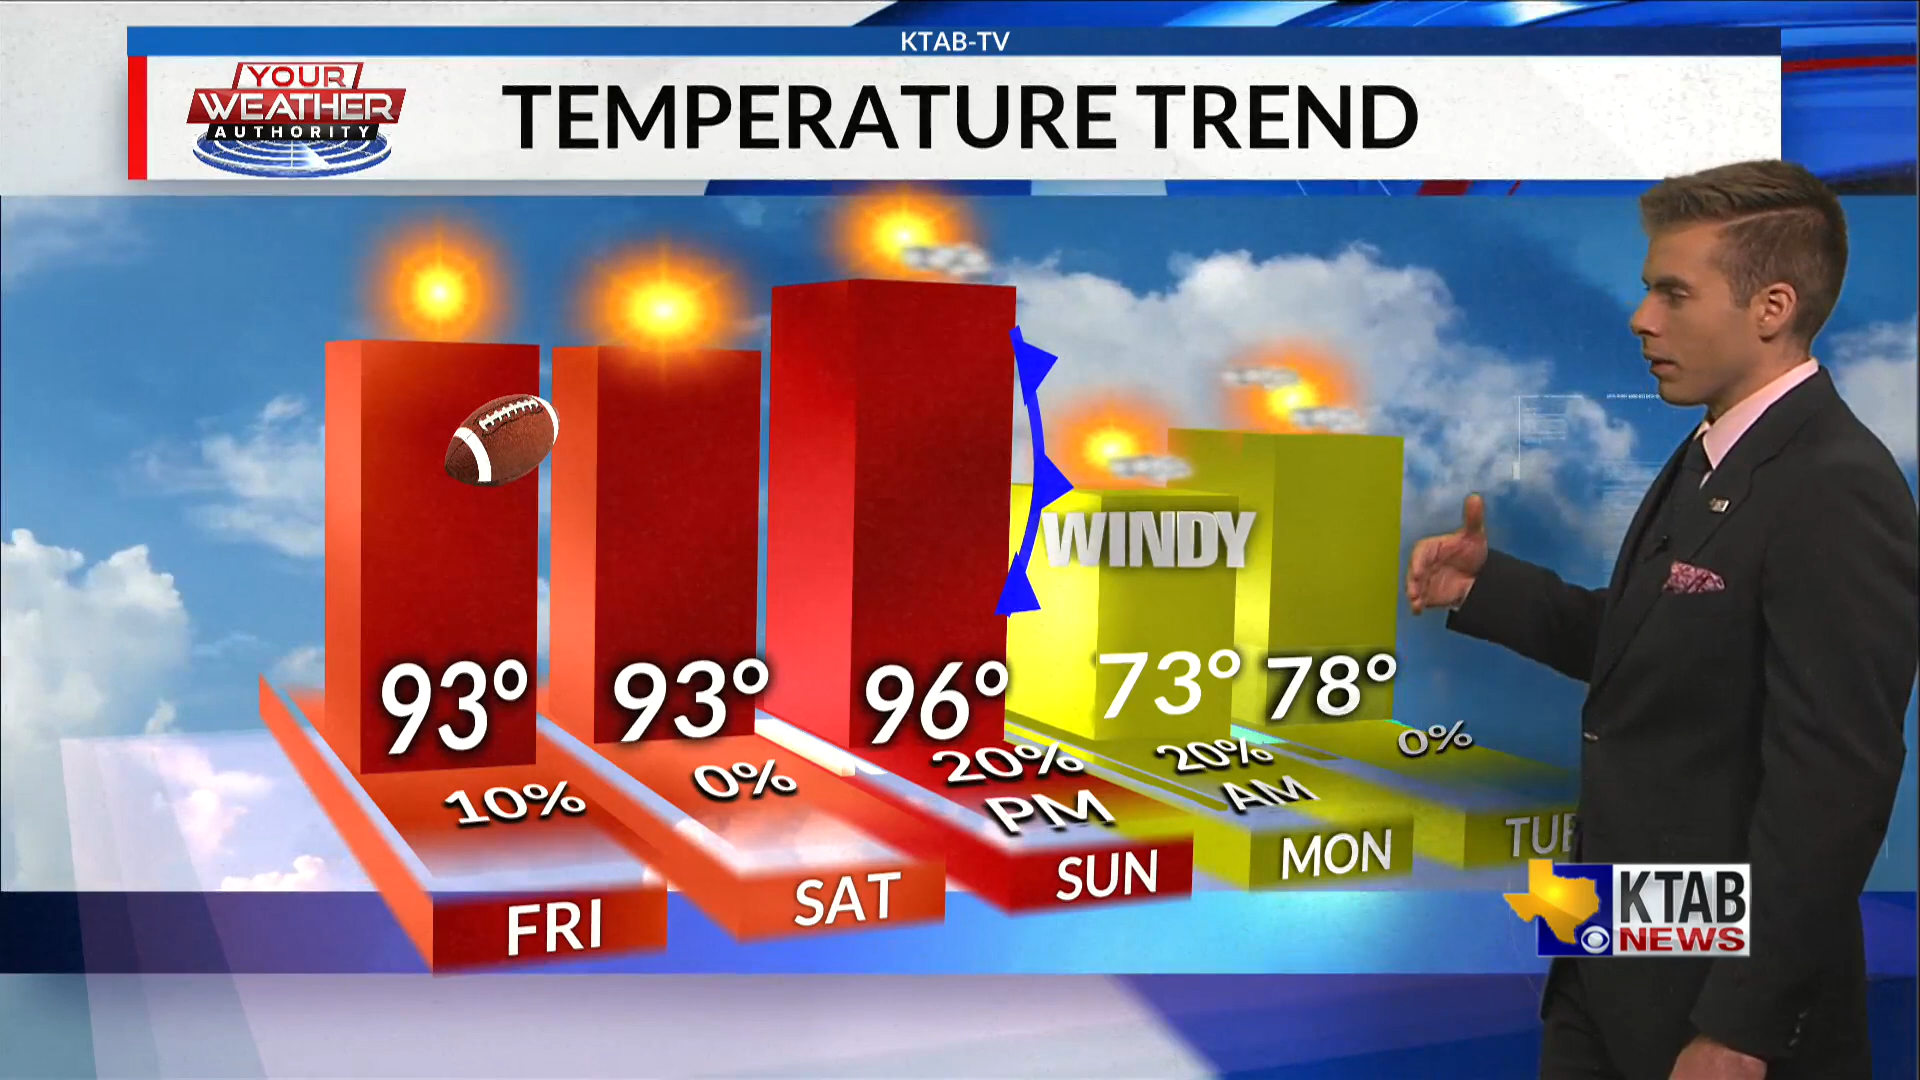 KTAB-TV
YOUR
WEATHER
AUTHORITY
TEMPERATURE TREND
WINDY
93° 93° 96° 73° 78°
10% 0% 20% 20% 0%
PM AM
FRI SAT SUN MON TUE
KTAB
NEWS